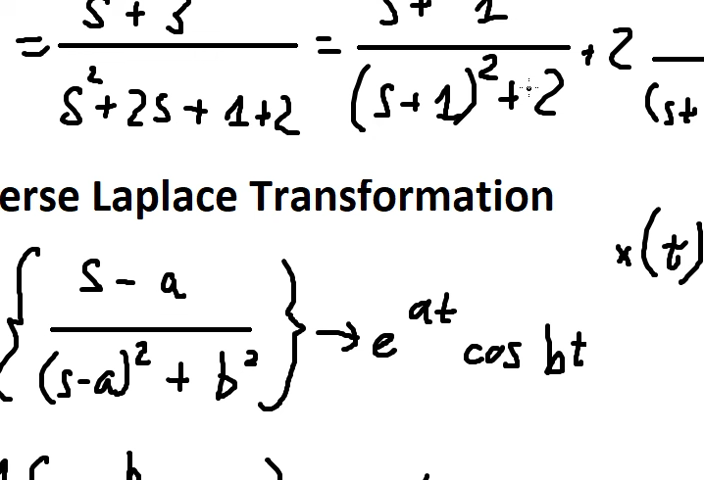 = s + 3 / s² + 2s + 1 + 2 = s + 1 / (s + 1)² + 2 + 2 (s+
erse Laplace Transformation
x(t)
{ s - a / (s-a)² + b² } → e^at cos bt
b